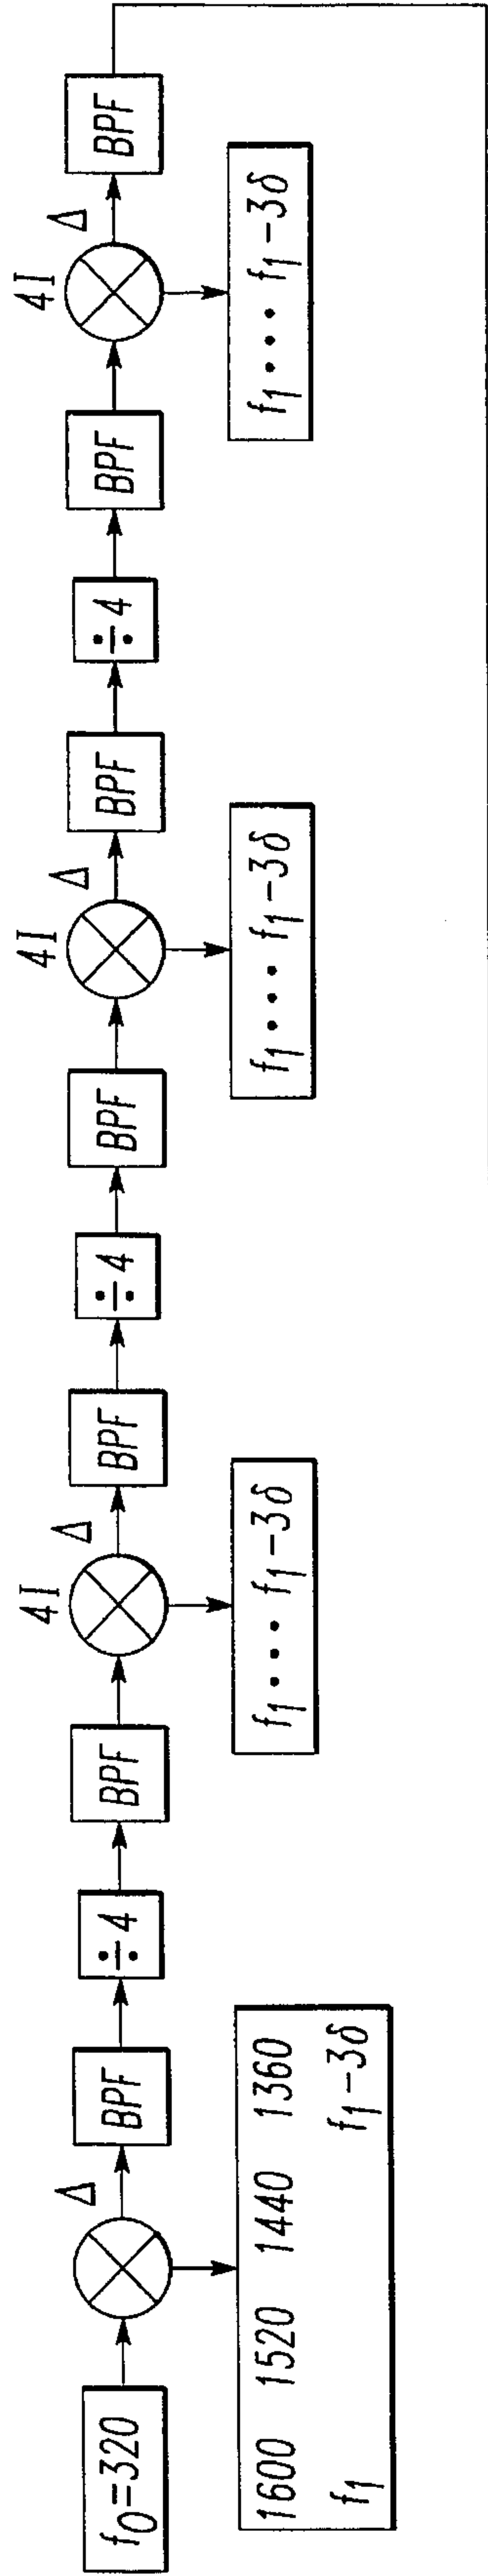 f0=320
Δ
BPF
÷4
BPF
4I
Δ
BPF
÷4
BPF
4I
Δ
BPF
÷4
BPF
4I
Δ
BPF
1600 1520 1440 1360
f1 f1-3δ
f1••• f1-3δ
f1••• f1-3δ
f1••• f1-3δ